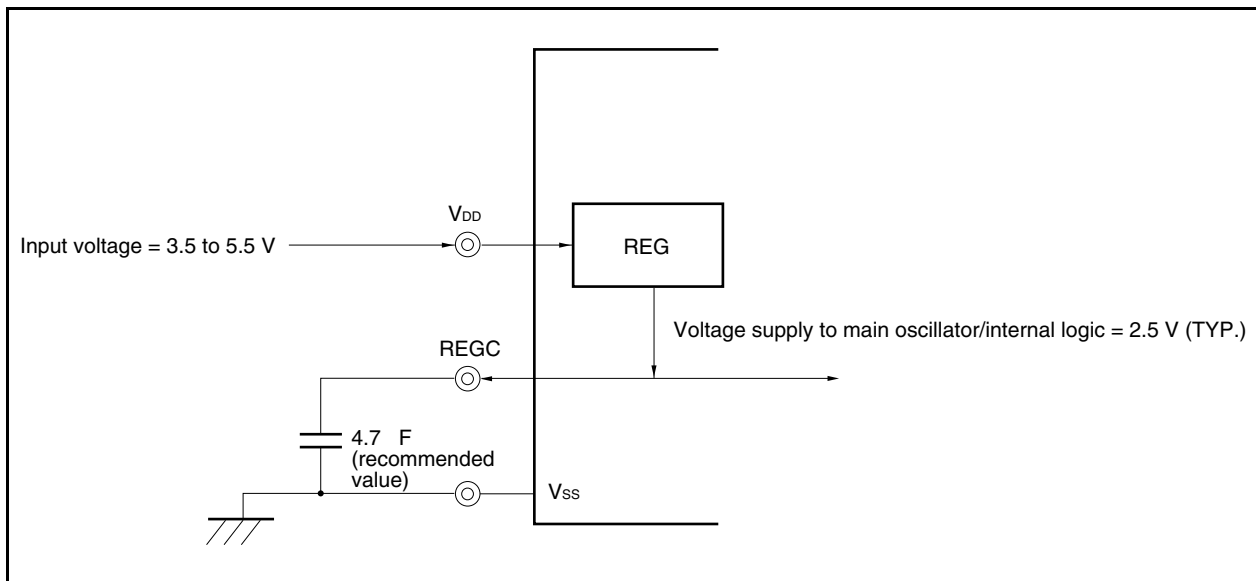 VDD
Input voltage = 3.5 to 5.5 V
REG
Voltage supply to main oscillator/internal logic = 2.5 V (TYP.)
REGC
4.7 F
(recommended
value)
VSS